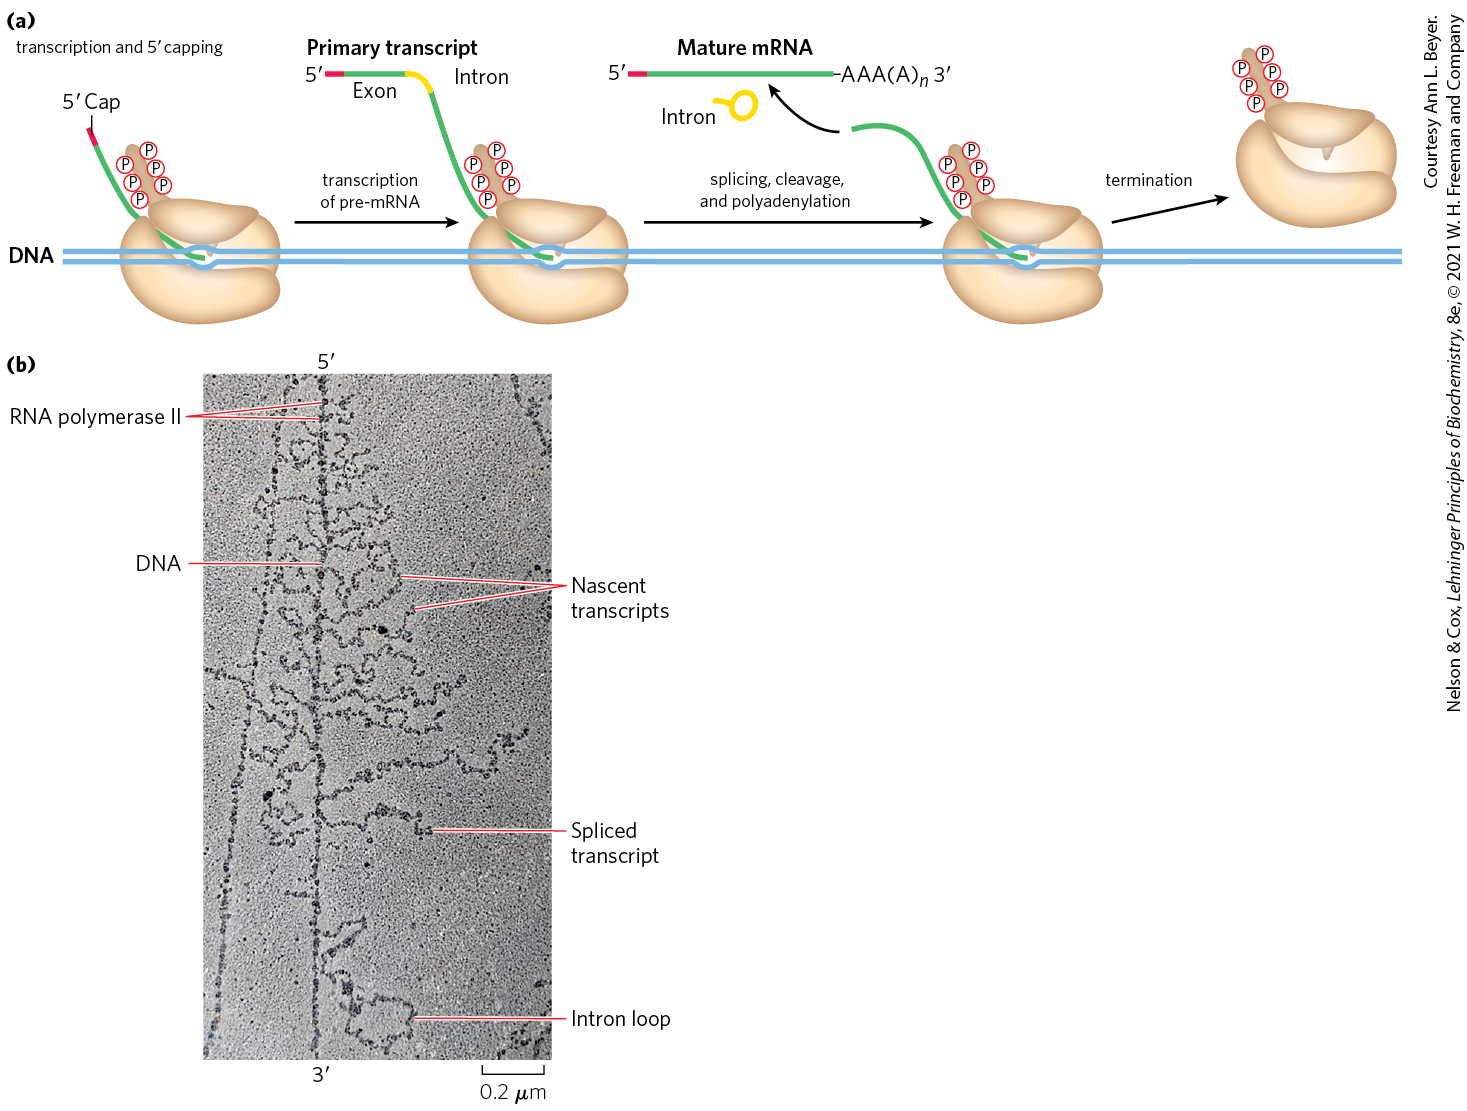 (a)
transcription and 5′ capping
5′ Cap
P P P P P P
Primary transcript
5′
Exon
Intron
P P P P P P
transcription
of pre-mRNA
Mature mRNA
5′ -AAA(A)n 3′
Intron
splicing, cleavage,
and polyadenylation
P P P P P P
termination
P P P P P P
DNA
(b)
5′
RNA polymerase II
DNA
Nascent
transcripts
Spliced
transcript
Intron loop
3′
0.2 μm
Courtesy Ann L. Beyer.
Nelson & Cox, Lehninger Principles of Biochemistry, 8e, © 2021 W. H. Freeman and Company